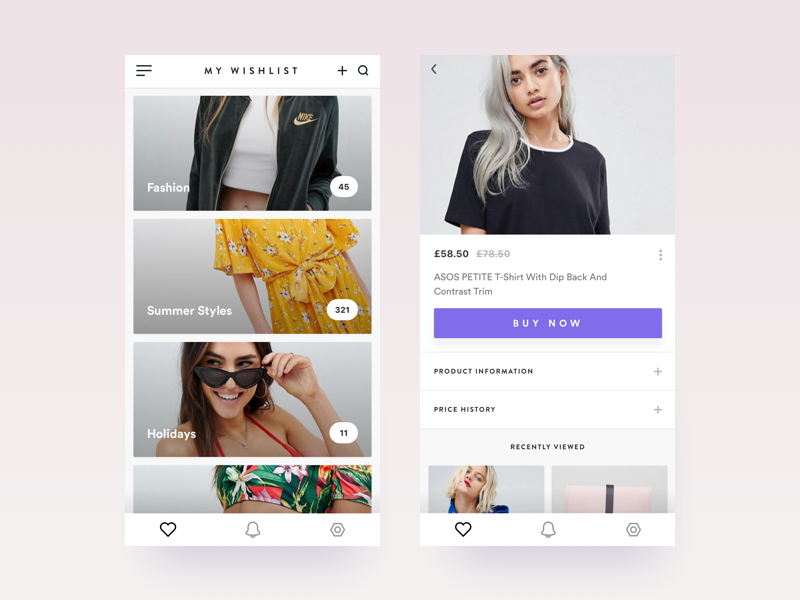 MY WISHLIST
NIKE
Fashion
45
Summer Styles
321
Holidays
11
£58.50 £78.50
ASOS PETITE T-Shirt With Dip Back And
Contrast Trim
BUY NOW
PRODUCT INFORMATION
PRICE HISTORY
RECENTLY VIEWED